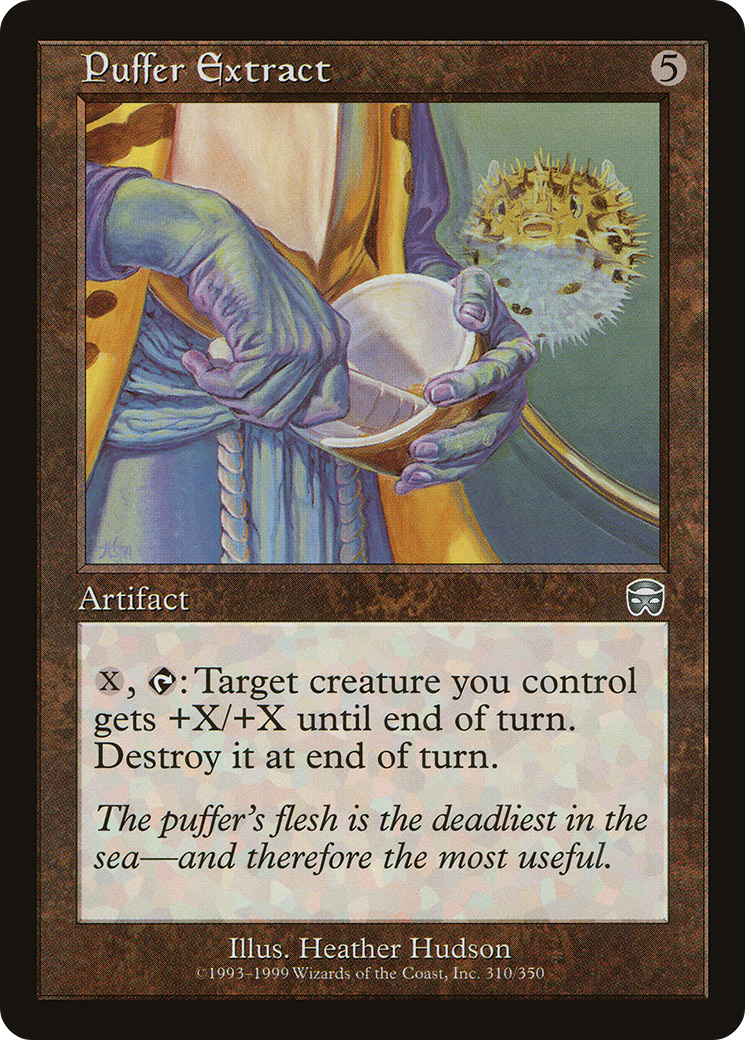 Puffer Extract 5
Artifact
X, : Target creature you control
gets +X/+X until end of turn.
Destroy it at end of turn.
The puffer's flesh is the deadliest in the
sea—and therefore the most useful.
Illus. Heather Hudson
©1993–1999 Wizards of the Coast, Inc. 310/350